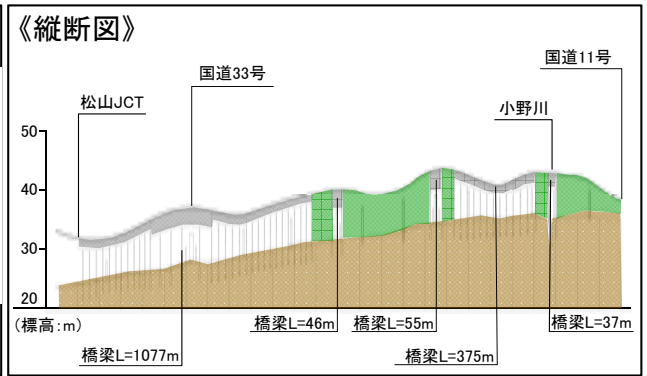 《縦断図》
国道11号
国道33号
松山JCT
小野川
50
40
30
20
(標高:m)
橋梁L=46m
橋梁L=55m
橋梁L=37m
橋梁L=1077m
橋梁L=375m